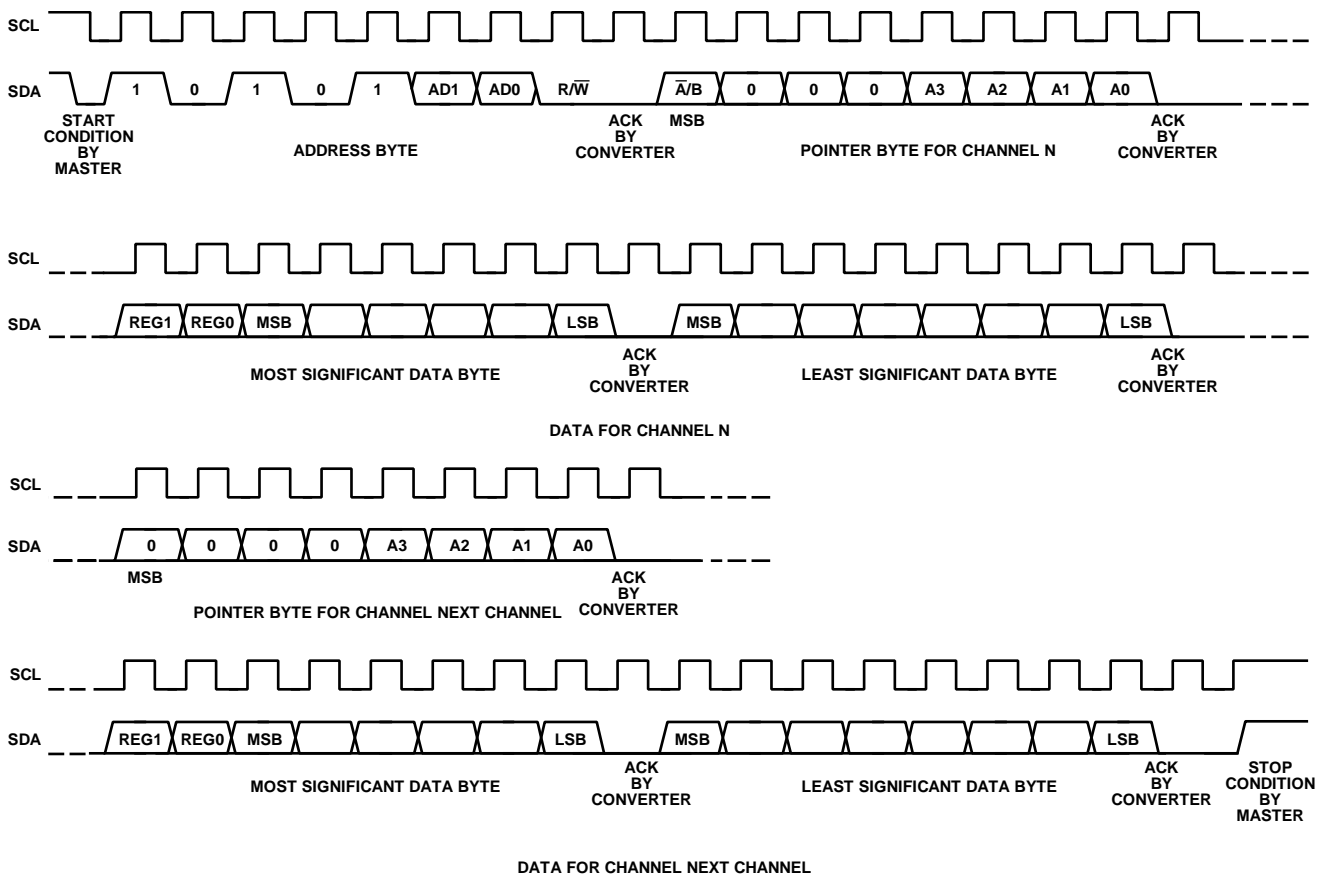 SCL
SDA 1 0 1 0 1 AD1 AD0 R/W̅ A̅/B 0 0 0 A3 A2 A1 A0
START CONDITION BY MASTER
ADDRESS BYTE
ACK BY CONVERTER
MSB
POINTER BYTE FOR CHANNEL N
ACK BY CONVERTER
SCL
SDA REG1 REG0 MSB LSB MSB LSB
MOST SIGNIFICANT DATA BYTE
ACK BY CONVERTER
LEAST SIGNIFICANT DATA BYTE
ACK BY CONVERTER
DATA FOR CHANNEL N
SCL
SDA 0 0 0 0 A3 A2 A1 A0
MSB
POINTER BYTE FOR CHANNEL NEXT CHANNEL
ACK BY CONVERTER
SCL
SDA REG1 REG0 MSB LSB MSB LSB
MOST SIGNIFICANT DATA BYTE
ACK BY CONVERTER
LEAST SIGNIFICANT DATA BYTE
ACK BY CONVERTER
STOP CONDITION BY MASTER
DATA FOR CHANNEL NEXT CHANNEL